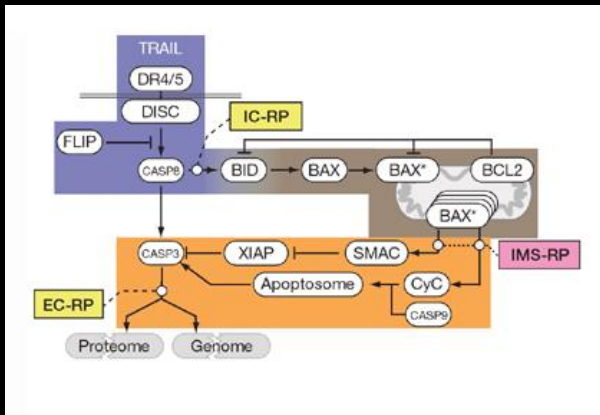 TRAIL
DR4/5
DISC
IC-RP
FLIP
CASP8
BID
BAX
BAX*
BCL2
BAX*
CASP3
XIAP
SMAC
IMS-RP
Apoptosome
CyC
EC-RP
CASP9
Proteome
Genome